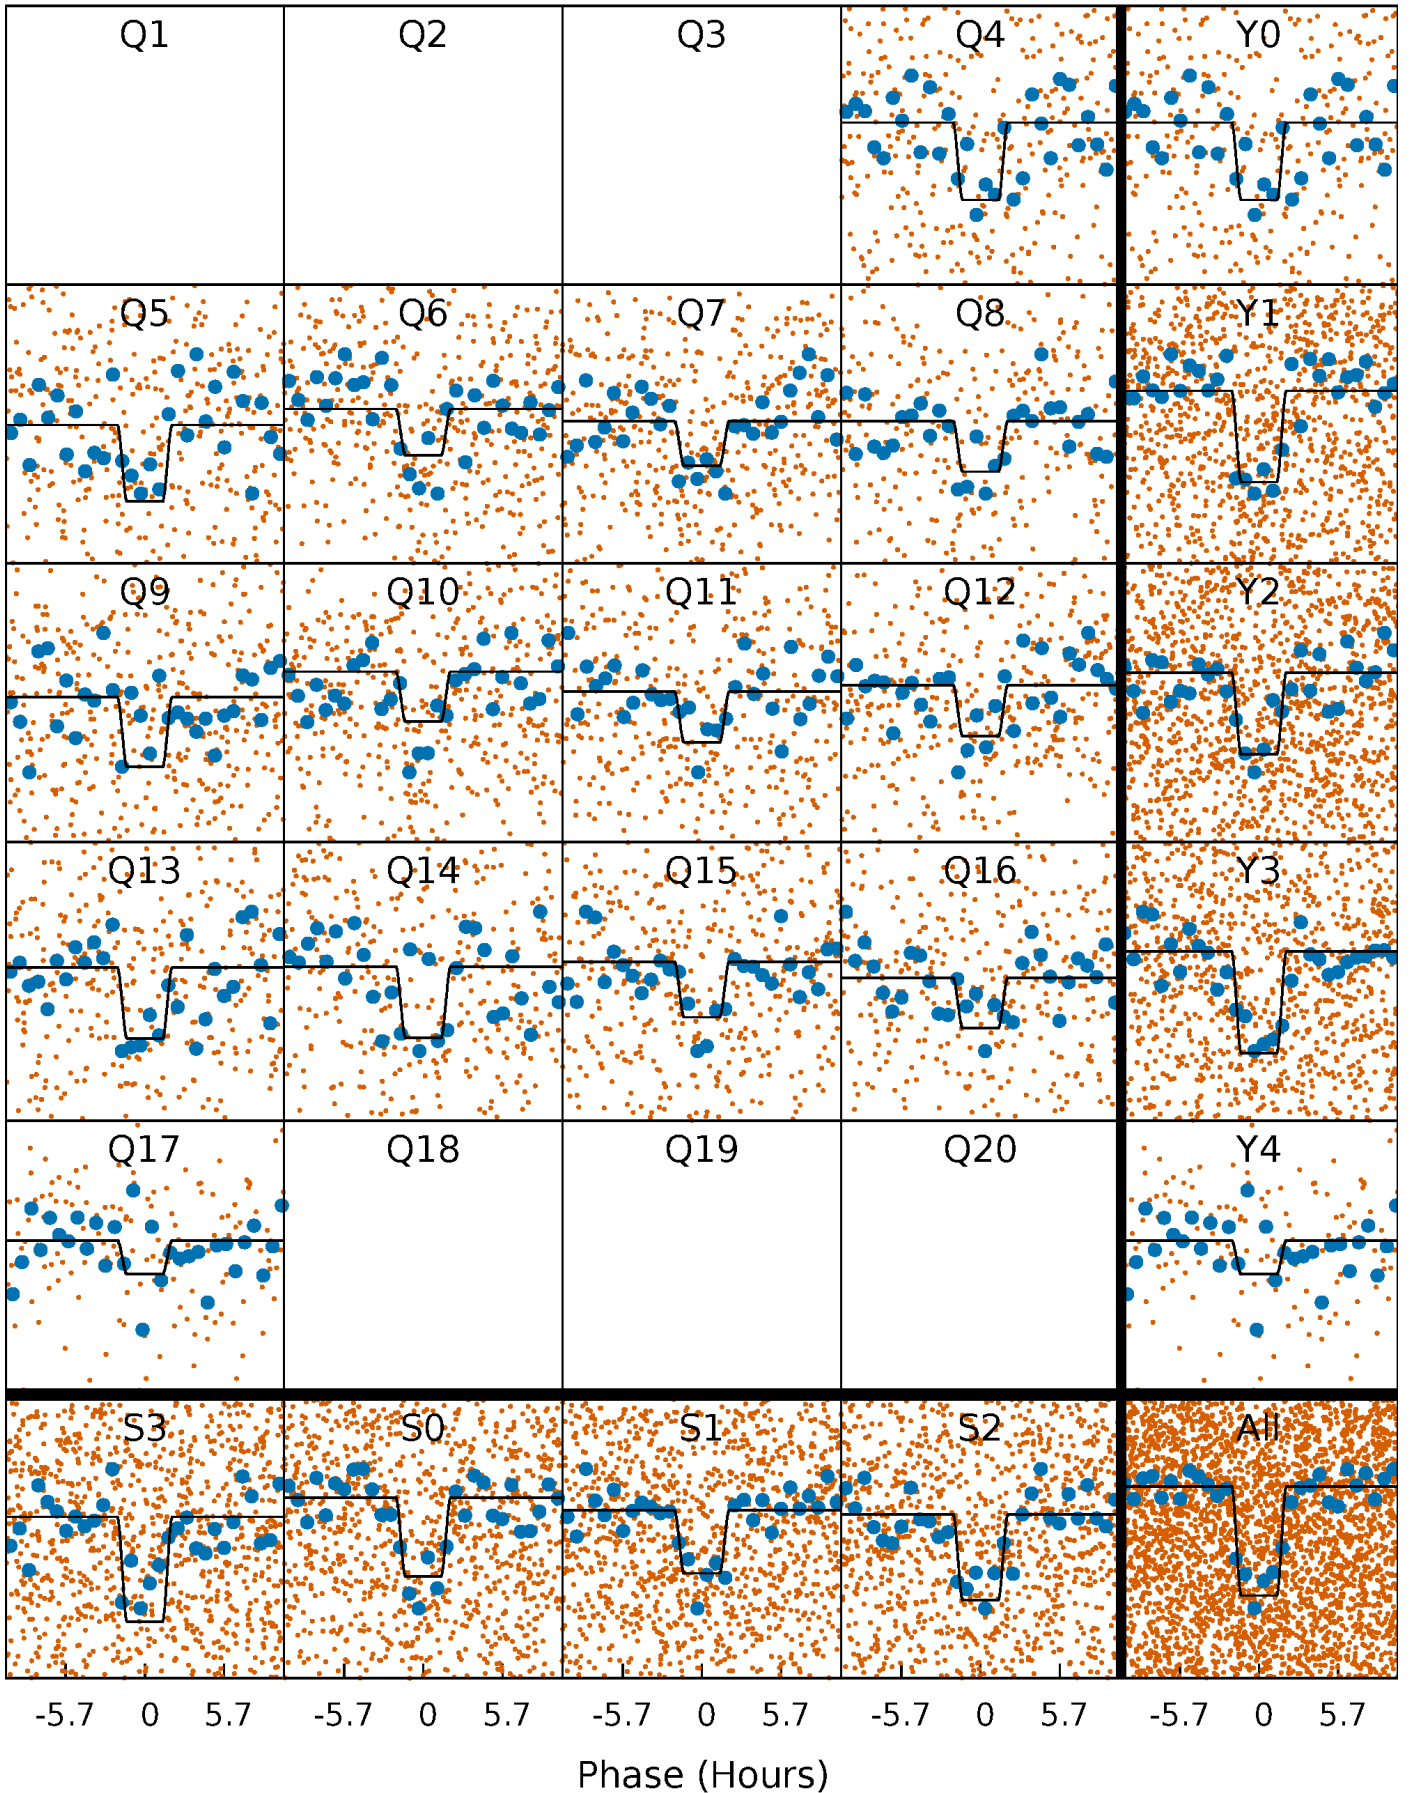 Q1 Q2 Q3 Q4 Y0
Q5 Q6 Q7 Q8 Y1
Q9 Q10 Q11 Q12 Y2
Q13 Q14 Q15 Q16 Y3
Q17 Q18 Q19 Q20 Y4
S3 S0 S1 S2 All
-5.7 0 5.7 -5.7 0 5.7 -5.7 0 5.7 -5.7 0 5.7 -5.7 0 5.7
Phase (Hours)